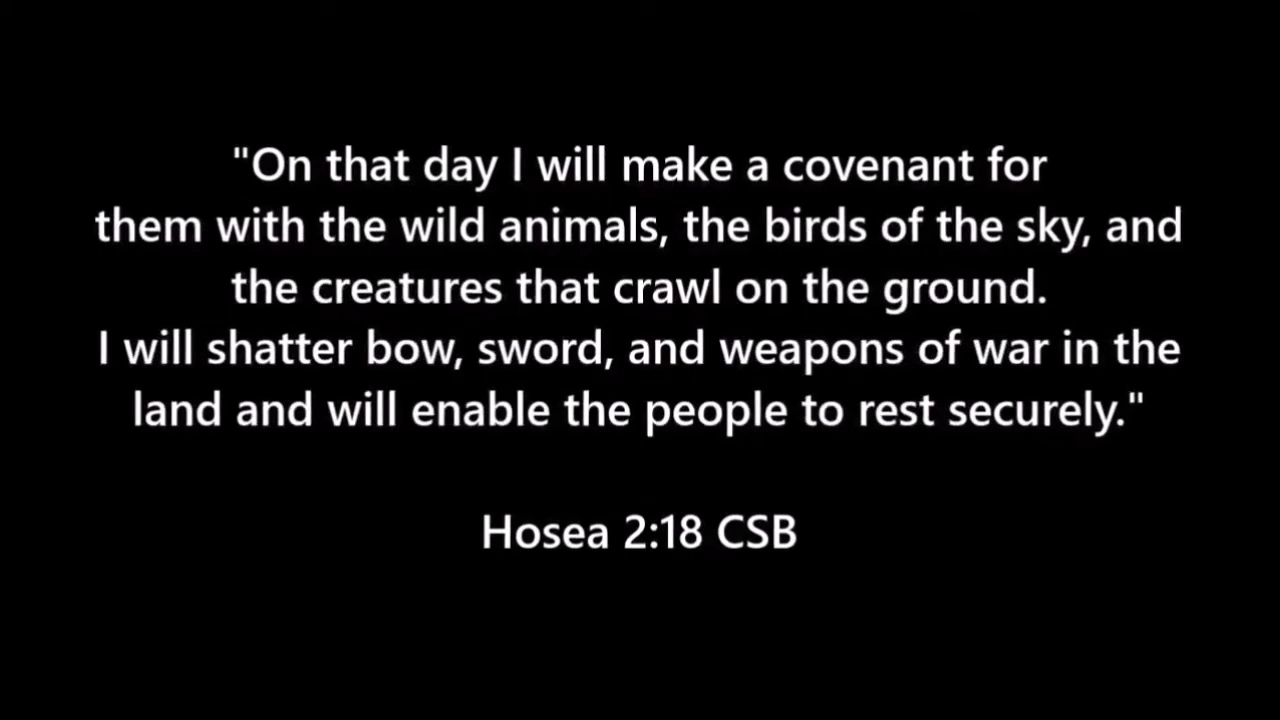 "On that day I will make a covenant for
them with the wild animals, the birds of the sky, and
the creatures that crawl on the ground.
I will shatter bow, sword, and weapons of war in the
land and will enable the people to rest securely."
Hosea 2:18 CSB